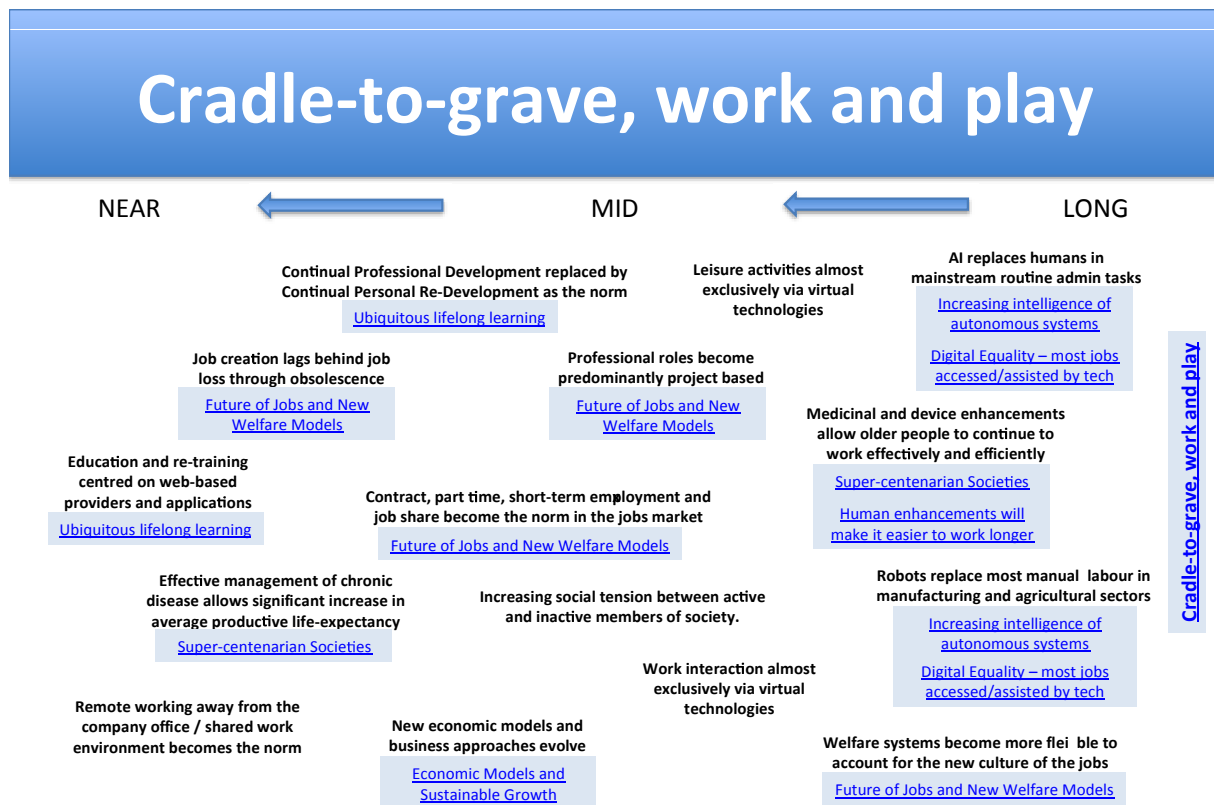 Cradle-to-grave, work and play
NEAR
MID
LONG
AI replaces humans in
mainstream routine admin tasks
Increasing intelligence of
autonomous systems
Digital Equality – most jobs
accessed/assisted by tech
Continual Professional Development replaced by
Continual Personal Re-Development as the norm
Ubiquitous lifelong learning
Leisure activities almost
exclusively via virtual
technologies
Job creation lags behind job
loss through obsolescence
Future of Jobs and New
Welfare Models
Professional roles become
predominantly project based
Future of Jobs and New
Welfare Models
Medicinal and device enhancements
allow older people to continue to
work effectively and efficiently
Super-centenarian Societies
Human enhancements will
make it easier to work longer
Education and re-training
centred on web-based
providers and applications
Ubiquitous lifelong learning
Contract, part time, short-term employment and
job share become the norm in the jobs market
Future of Jobs and New Welfare Models
Effective management of chronic
disease allows significant increase in
average productive life-expectancy
Super-centenarian Societies
Increasing social tension between active
and inactive members of society.
Robots replace most manual labour in
manufacturing and agricultural sectors
Increasing intelligence of
autonomous systems
Digital Equality – most jobs
accessed/assisted by tech
Work interaction almost
exclusively via virtual
technologies
Remote working away from the
company office / shared work
environment becomes the norm
New economic models and
business approaches evolve
Economic Models and
Sustainable Growth
Welfare systems become more flei ble to
account for the new culture of the jobs
Future of Jobs and New Welfare Models
Cradle-to-grave, work and play